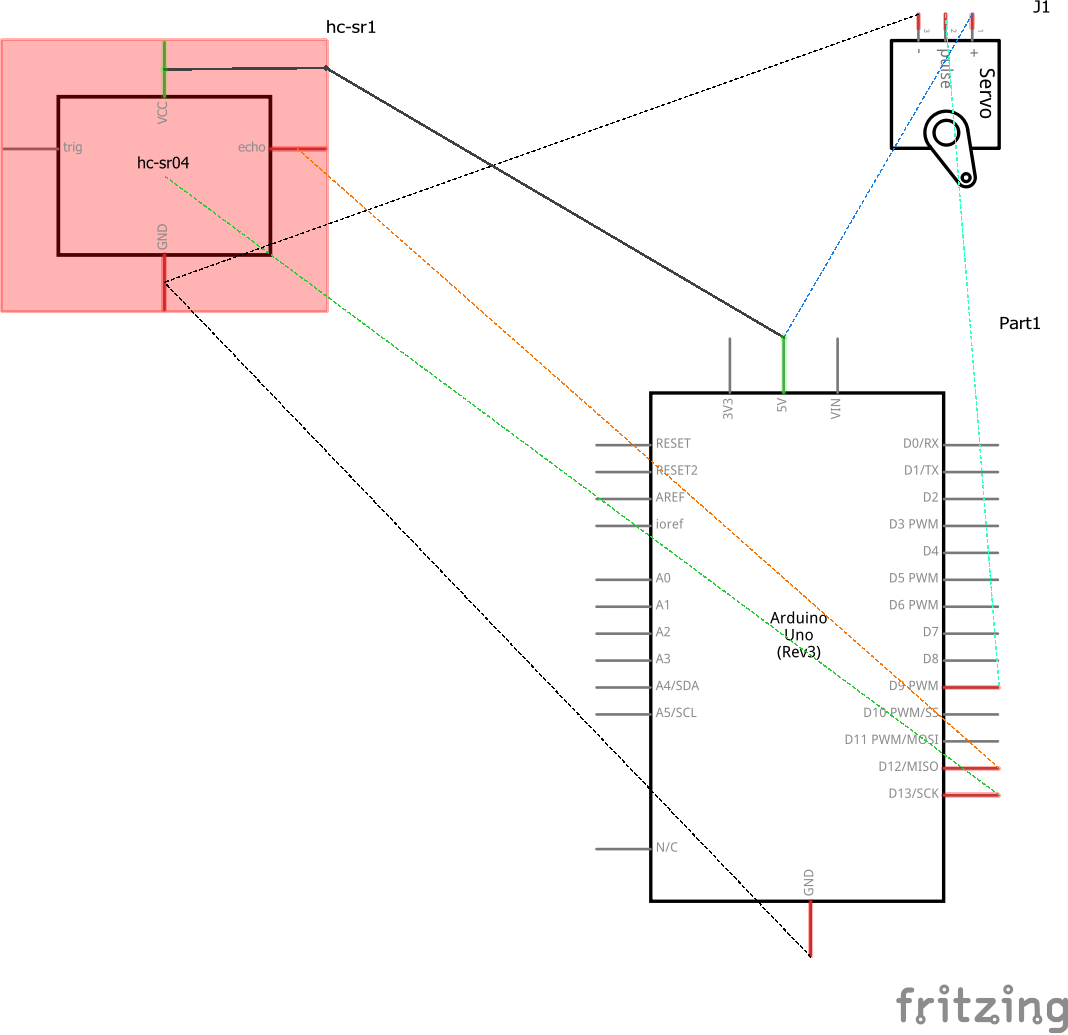 hc-sr1
VCC
trig
echo
hc-sr04
GND
J1
3
2
1
-
pulse
+
Servo
Part1
3V3
5V
VIN
RESET
RESET2
AREF
ioref
A0
A1
A2
A3
A4/SDA
A5/SCL
N/C
D0/RX
D1/TX
D2
D3 PWM
D4
D5 PWM
D6 PWM
D7
D8
D9 PWM
D10 PWM/SS
D11 PWM/MOSI
D12/MISO
D13/SCK
Arduino
Uno
(Rev3)
GND
fritzing